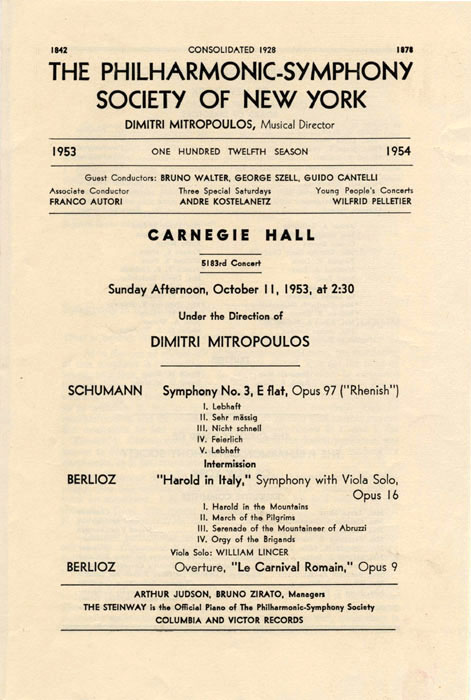 1842 CONSOLIDATED 1928 1878
THE PHILHARMONIC-SYMPHONY
SOCIETY OF NEW YORK
DIMITRI MITROPOULOS, Musical Director
1953 ONE HUNDRED TWELFTH SEASON 1954
Guest Conductors: BRUNO WALTER, GEORGE SZELL, GUIDO CANTELLI
Associate Conductor Three Special Saturdays Young People's Concerts
FRANCO AUTORI ANDRE KOSTELANETZ WILFRID PELLETIER
CARNEGIE HALL
5183rd Concert
Sunday Afternoon, October 11, 1953, at 2:30
Under the Direction of
DIMITRI MITROPOULOS
SCHUMANN Symphony No. 3, E flat, Opus 97 ("Rhenish")
I. Lebhaft
II. Sehr mässig
III. Nicht schnell
IV. Feierlich
V. Lebhaft
Intermission
BERLIOZ "Harold in Italy," Symphony with Viola Solo,
Opus 16
I. Harold in the Mountains
II. March of the Pilgrims
III. Serenade of the Mountaineer of Abruzzi
IV. Orgy of the Brigands
Viola Solo: WILLIAM LINCER
BERLIOZ Overture, "Le Carnival Romain," Opus 9
ARTHUR JUDSON, BRUNO ZIRATO, Managers
THE STEINWAY is the Official Piano of The Philharmonic-Symphony Society
COLUMBIA AND VICTOR RECORDS